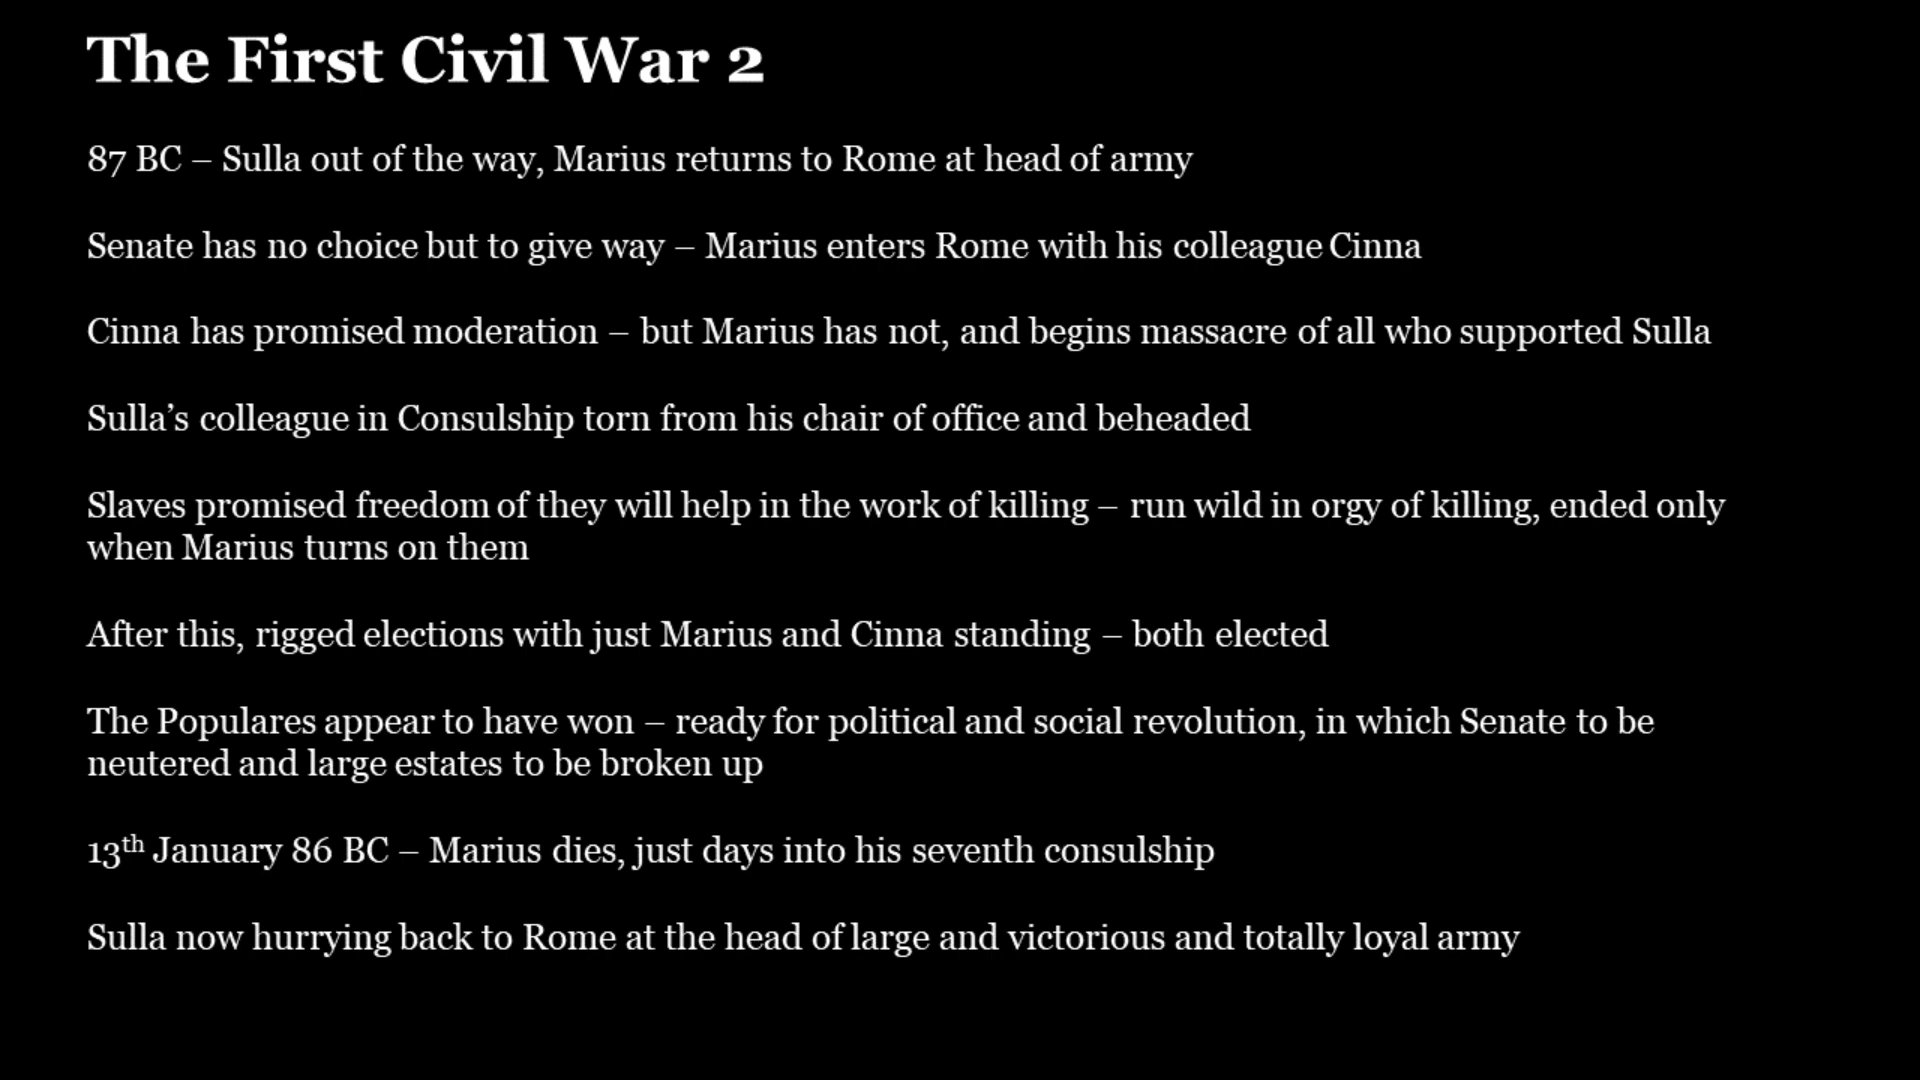 The First Civil War 2
87 BC – Sulla out of the way, Marius returns to Rome at head of army
Senate has no choice but to give way – Marius enters Rome with his colleague Cinna
Cinna has promised moderation – but Marius has not, and begins massacre of all who supported Sulla
Sulla’s colleague in Consulship torn from his chair of office and beheaded
Slaves promised freedom of they will help in the work of killing – run wild in orgy of killing, ended only
when Marius turns on them
After this, rigged elections with just Marius and Cinna standing – both elected
The Populares appear to have won – ready for political and social revolution, in which Senate to be
neutered and large estates to be broken up
13th January 86 BC – Marius dies, just days into his seventh consulship
Sulla now hurrying back to Rome at the head of large and victorious and totally loyal army